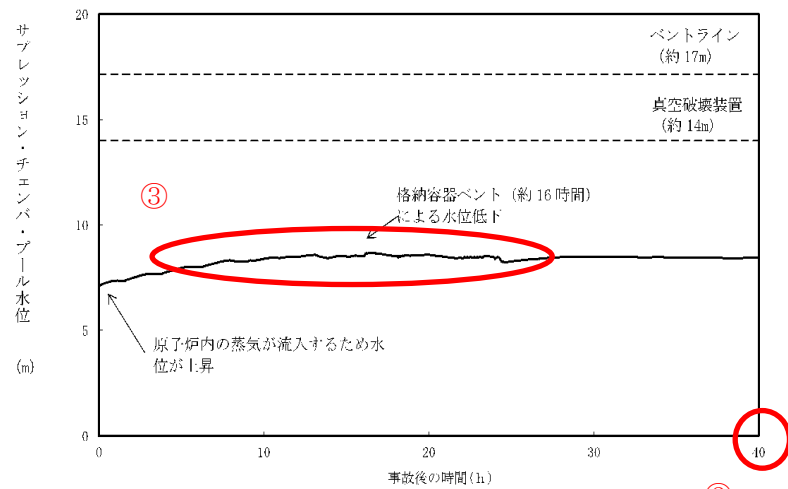 サプレッション・チェンバ・プール水位
(m)
20
15
10
5
0
ベントライン
(約 17m)
真空破壊装置
(約 14m)
③
格納容器ベント (約 16 時間)
による水位低下
原子炉内の蒸気が流入するため水
位が上昇
0
10
20
30
40
事故後の時間(h)